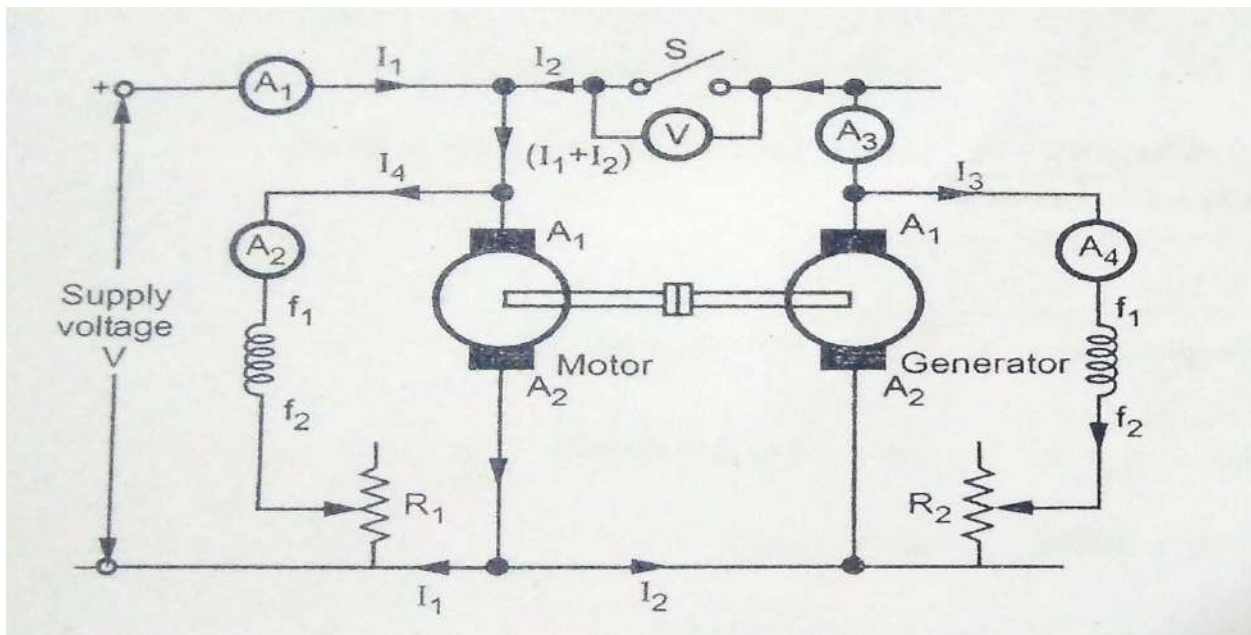 I₁ I₂ S
+ A₁
V A₃
(I₁+I₂)
I₄ I₃
A₂ A₁ A₁ A₄
Supply
voltage
V
f₁ f₁
Motor Generator
A₂ A₂
f₂ f₂
R₁ R₂
I₁ I₂